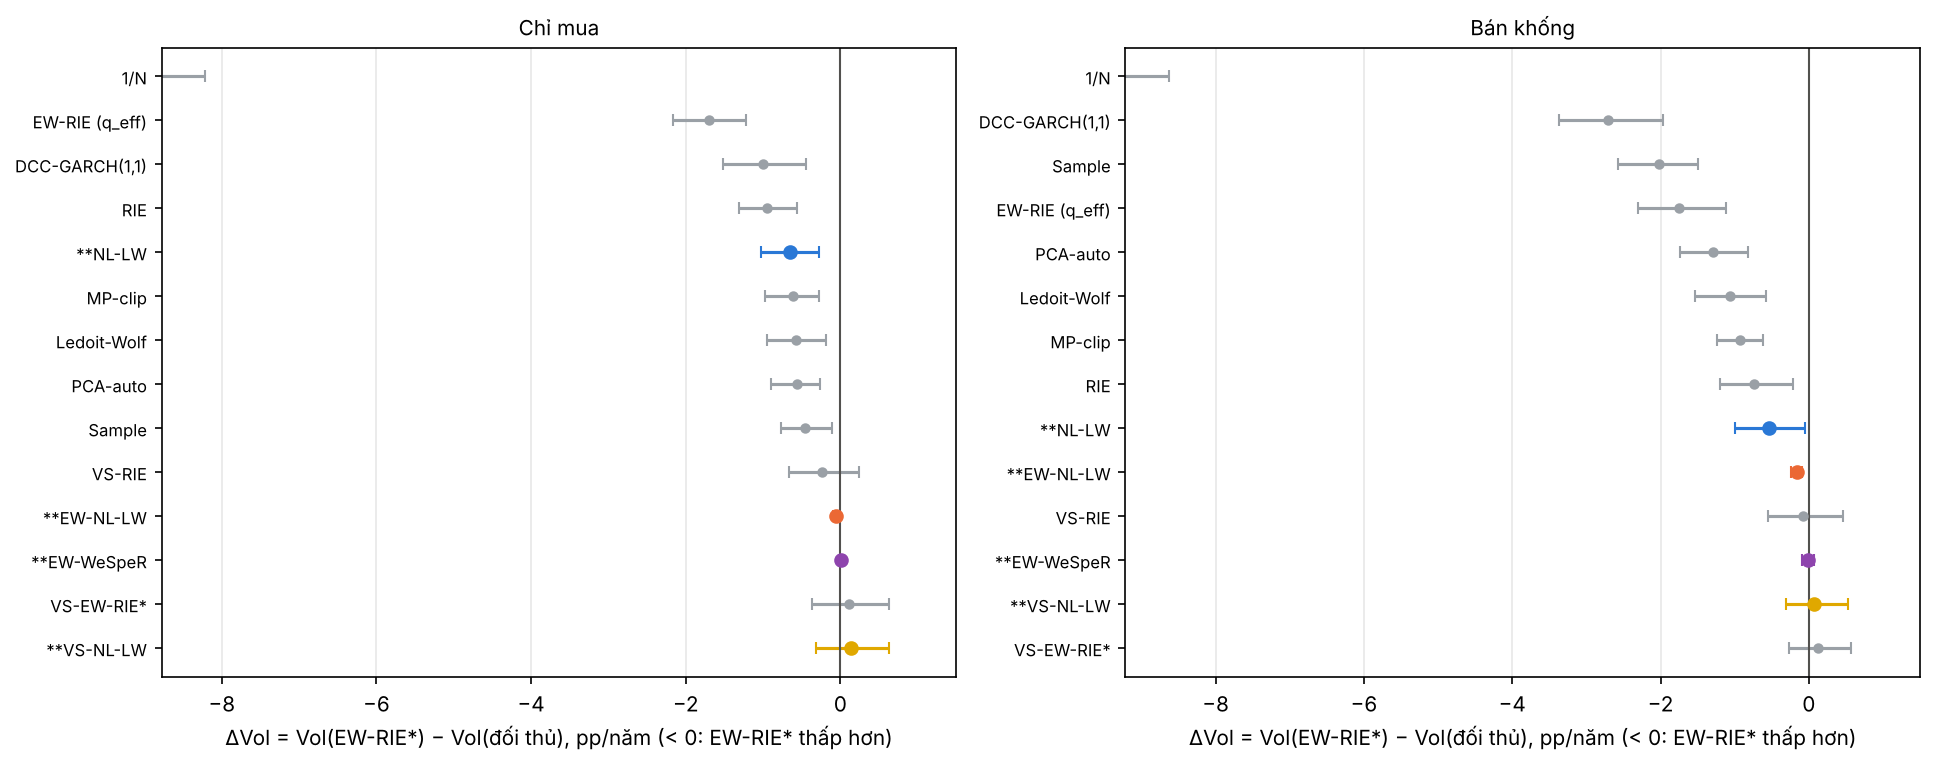 Chỉ mua
1/N
EW-RIE (q_eff)
DCC-GARCH(1,1)
RIE
**NL-LW
MP-clip
Ledoit-Wolf
PCA-auto
Sample
VS-RIE
**EW-NL-LW
**EW-WeSpeR
VS-EW-RIE*
**VS-NL-LW
−8 −6 −4 −2 0
ΔVol = Vol(EW-RIE*) − Vol(đối thủ), pp/năm (< 0: EW-RIE* thấp hơn)
Bán khống
1/N
DCC-GARCH(1,1)
Sample
EW-RIE (q_eff)
PCA-auto
Ledoit-Wolf
MP-clip
RIE
**NL-LW
**EW-NL-LW
VS-RIE
**EW-WeSpeR
**VS-NL-LW
VS-EW-RIE*
−8 −6 −4 −2 0
ΔVol = Vol(EW-RIE*) − Vol(đối thủ), pp/năm (< 0: EW-RIE* thấp hơn)